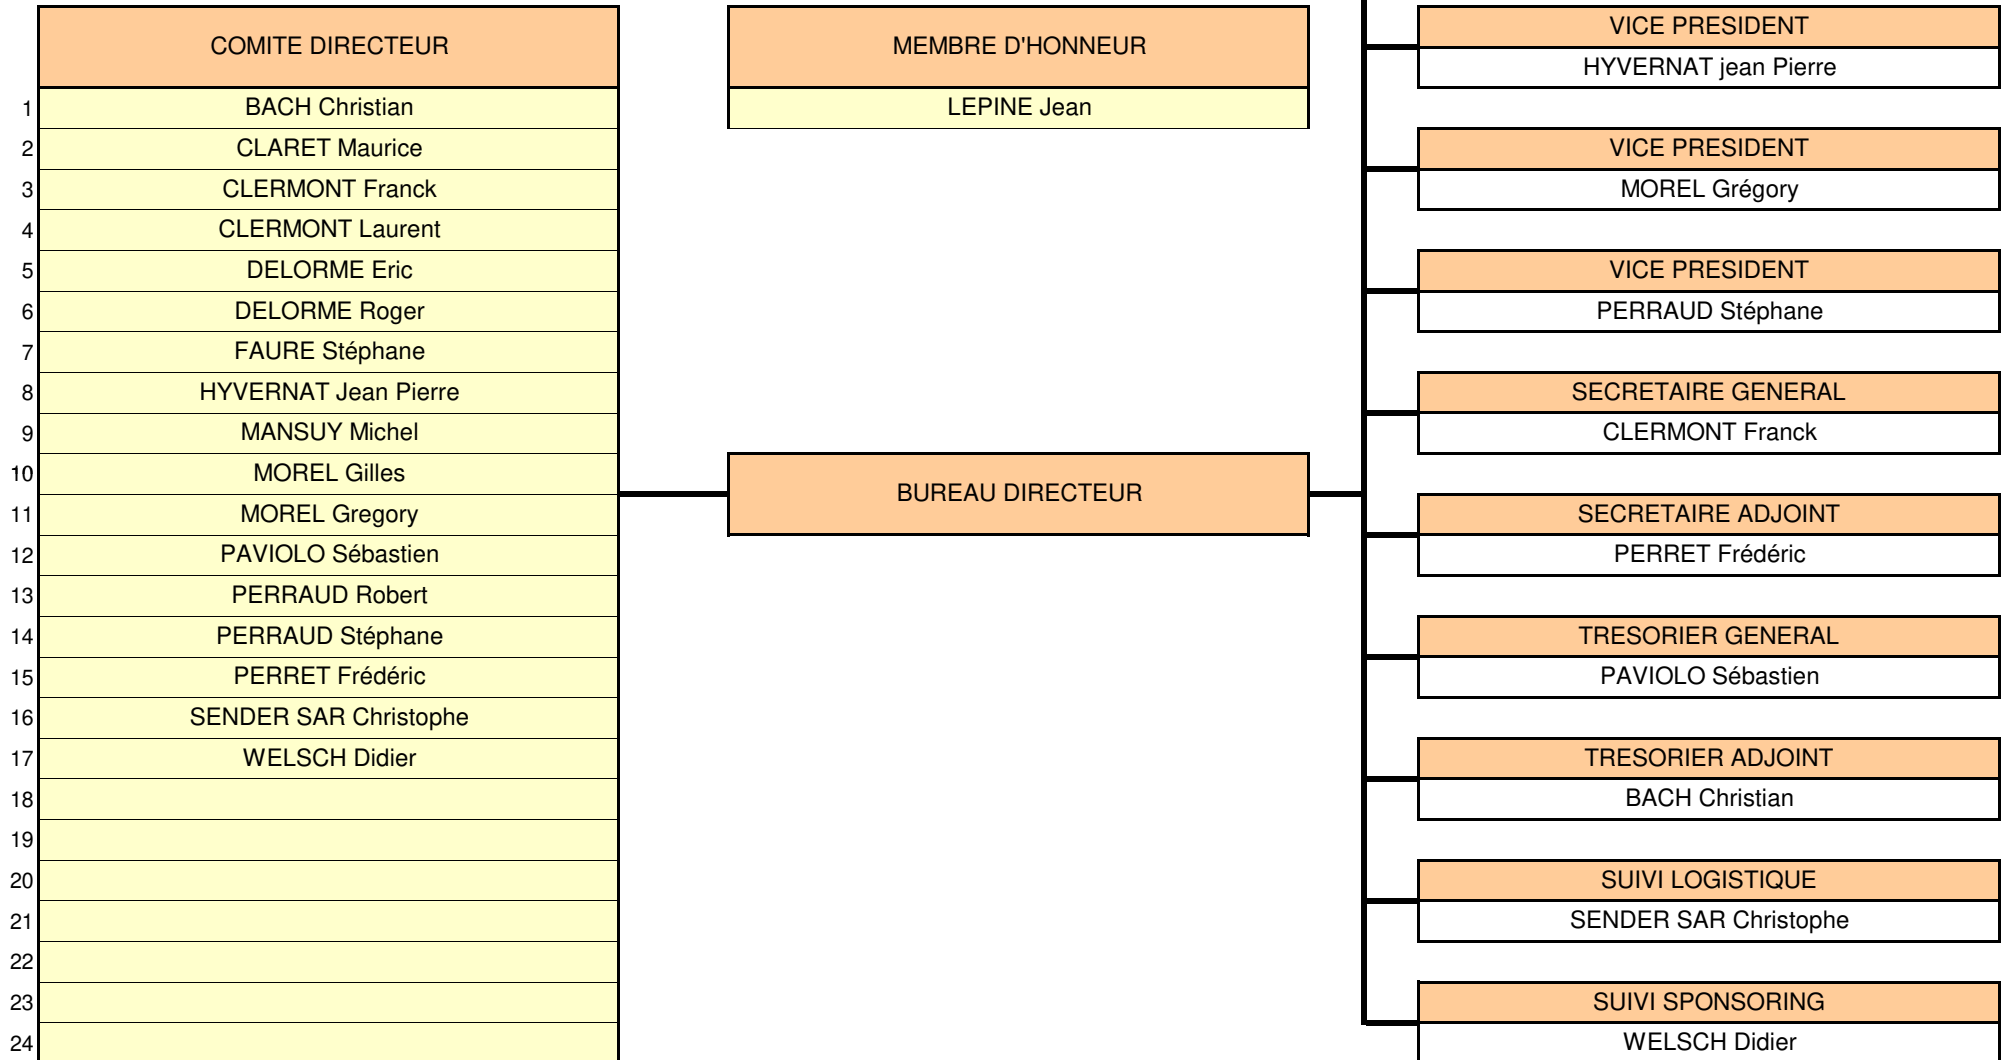 COMITE DIRECTEUR
1 BACH Christian
2 CLARET Maurice
3 CLERMONT Franck
4 CLERMONT Laurent
5 DELORME Eric
6 DELORME Roger
7 FAURE Stéphane
8 HYVERNAT Jean Pierre
9 MANSUY Michel
10 MOREL Gilles
11 MOREL Gregory
12 PAVIOLO Sébastien
13 PERRAUD Robert
14 PERRAUD Stéphane
15 PERRET Frédéric
16 SENDER SAR Christophe
17 WELSCH Didier
18
19
20
21
22
23
24
MEMBRE D'HONNEUR
LEPINE Jean
BUREAU DIRECTEUR
VICE PRESIDENT
HYVERNAT jean Pierre
VICE PRESIDENT
MOREL Grégory
VICE PRESIDENT
PERRAUD Stéphane
SECRETAIRE GENERAL
CLERMONT Franck
SECRETAIRE ADJOINT
PERRET Frédéric
TRESORIER GENERAL
PAVIOLO Sébastien
TRESORIER ADJOINT
BACH Christian
SUIVI LOGISTIQUE
SENDER SAR Christophe
SUIVI SPONSORING
WELSCH Didier